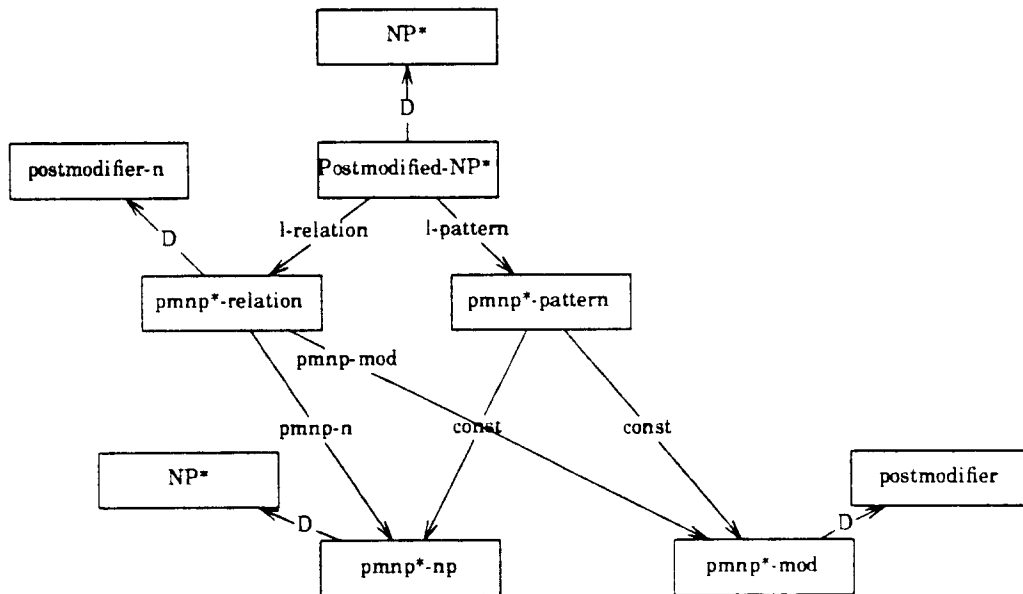 NP*
D
Postmodified-NP*
postmodifier-n
l-relation
l-pattern
D
pmnp*-relation
pmnp*-pattern
pmnp-mod
pmnp-n
const
const
NP*
postmodifier
D
D
pmnp*-np
pmnp*-mod